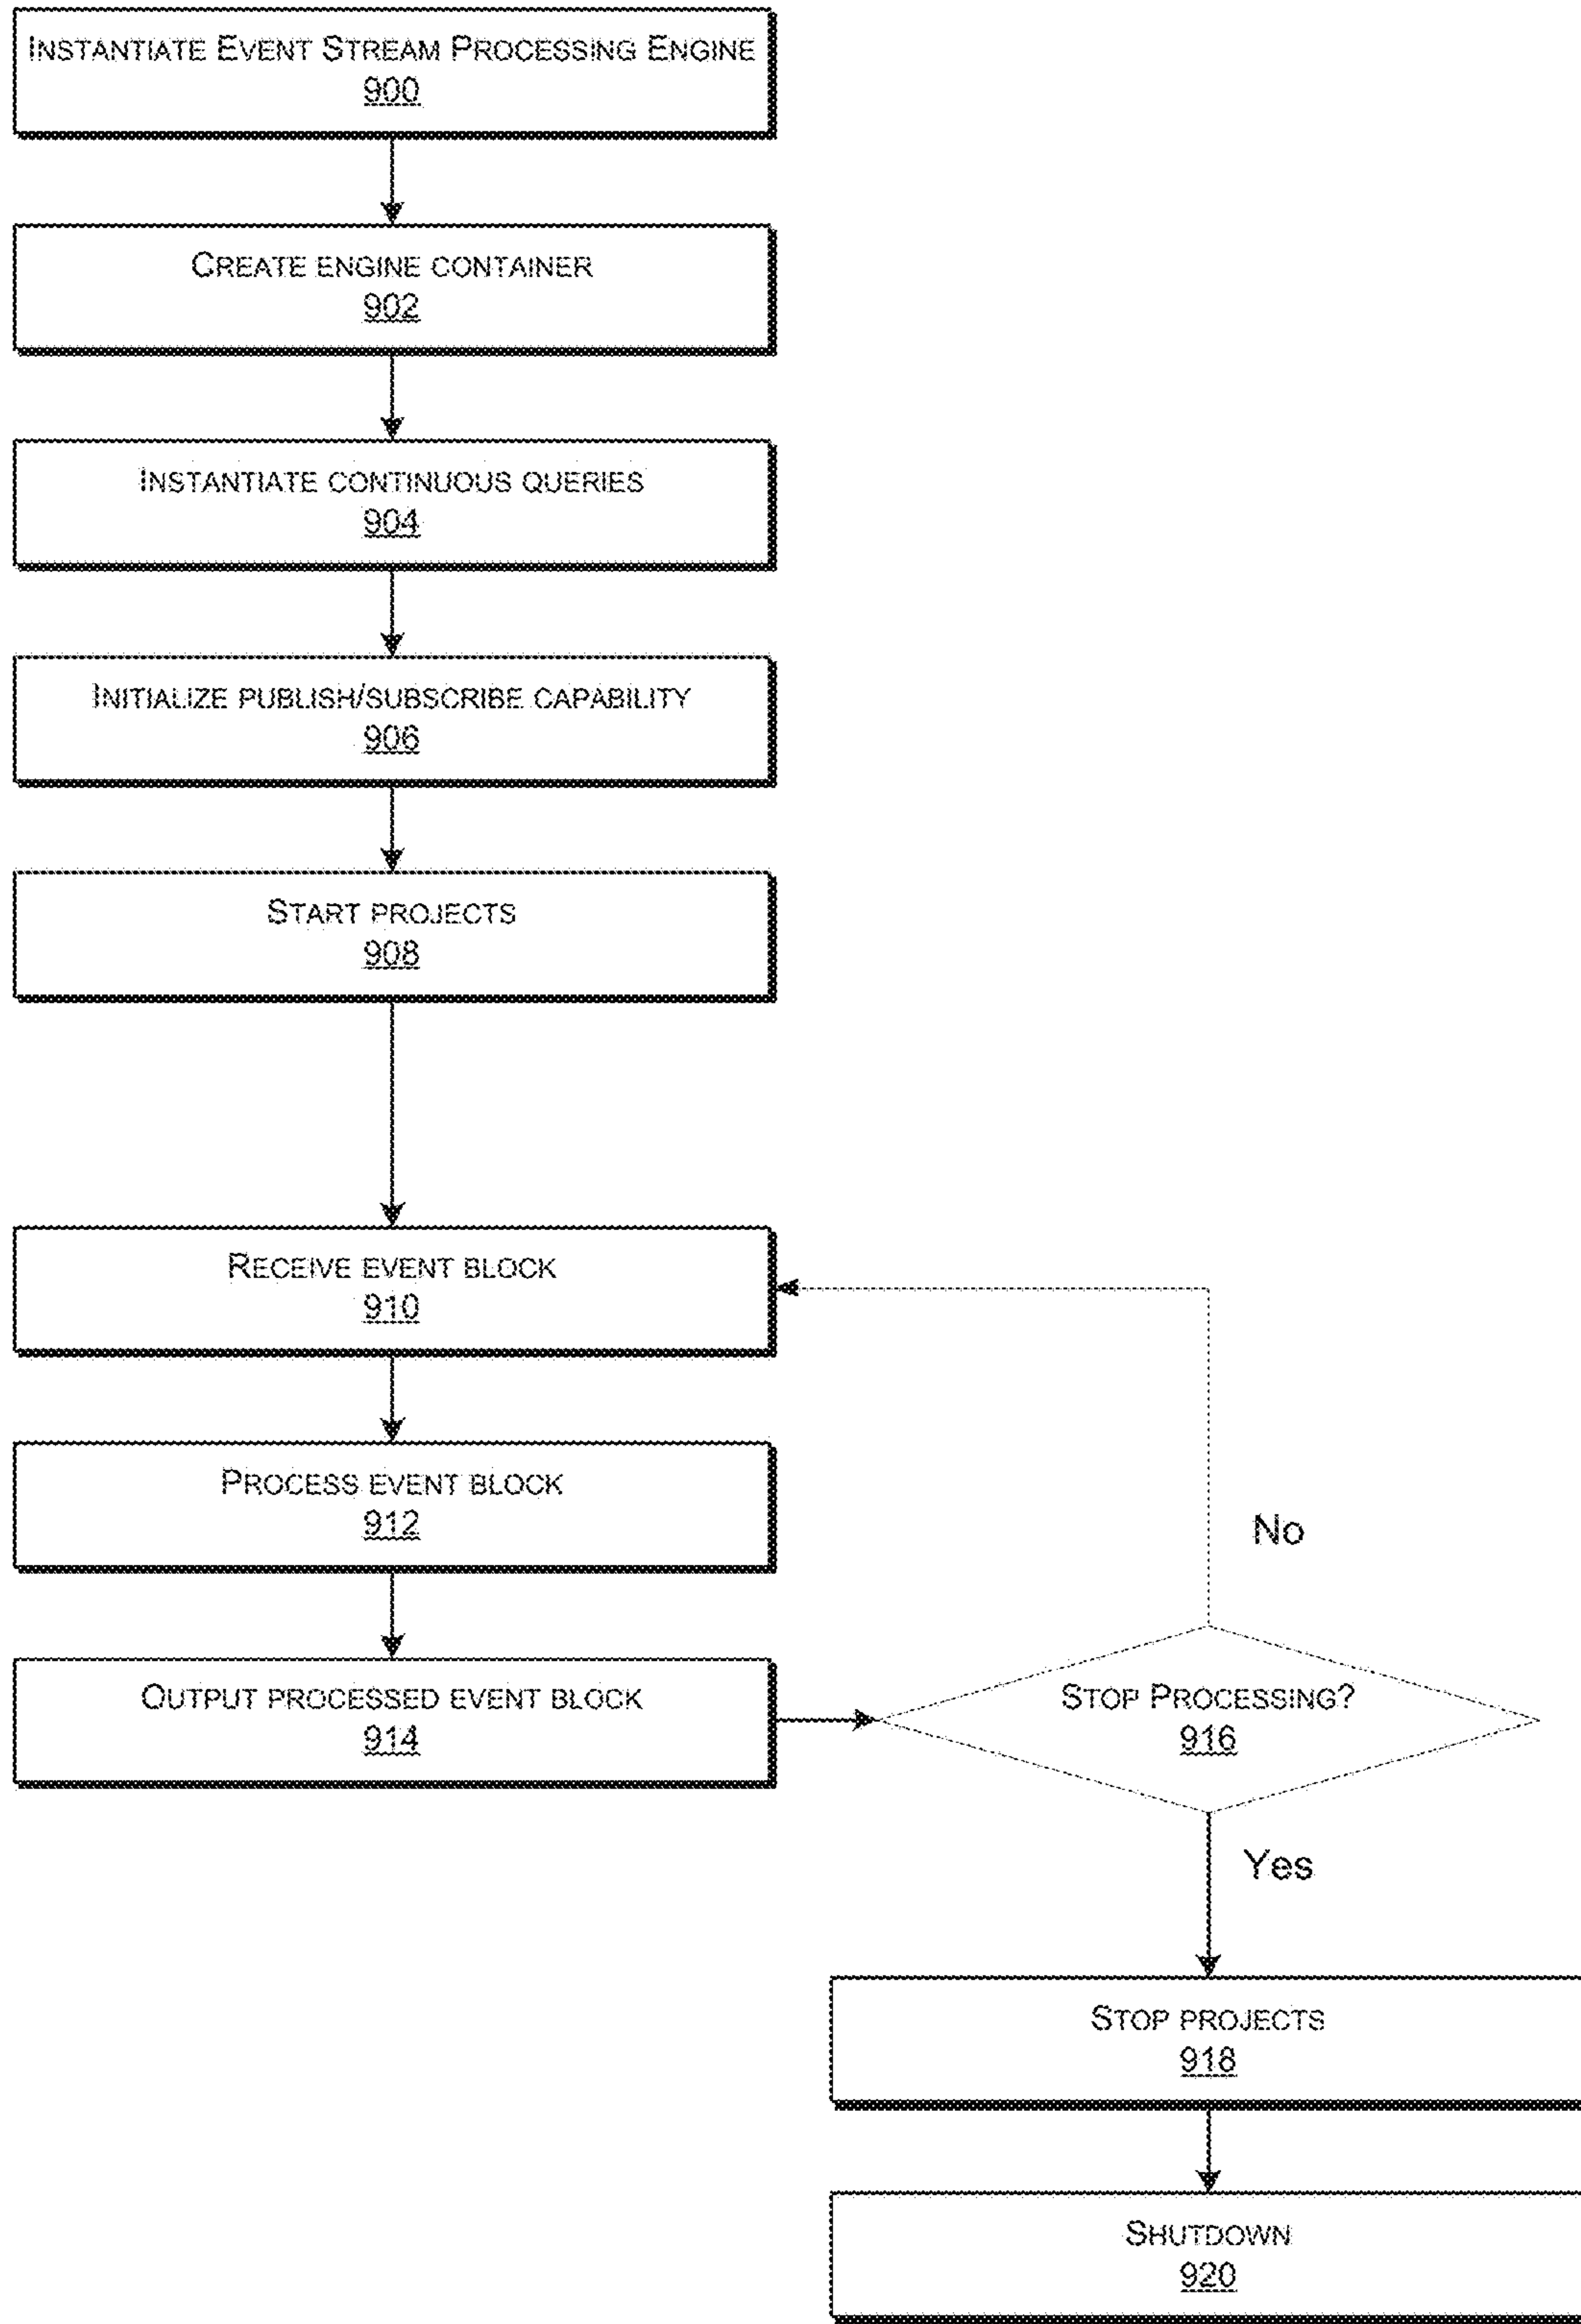 INSTANTIATE EVENT STREAM PROCESSING ENGINE
900
CREATE ENGINE CONTAINER
902
INSTANTIATE CONTINUOUS QUERIES
904
INITIALIZE PUBLISH/SUBSCRIBE CAPABILITY
906
START PROJECTS
908
RECEIVE EVENT BLOCK
910
PROCESS EVENT BLOCK
912
No
OUTPUT PROCESSED EVENT BLOCK
914
STOP PROCESSING?
916
Yes
STOP PROJECTS
918
SHUTDOWN
920